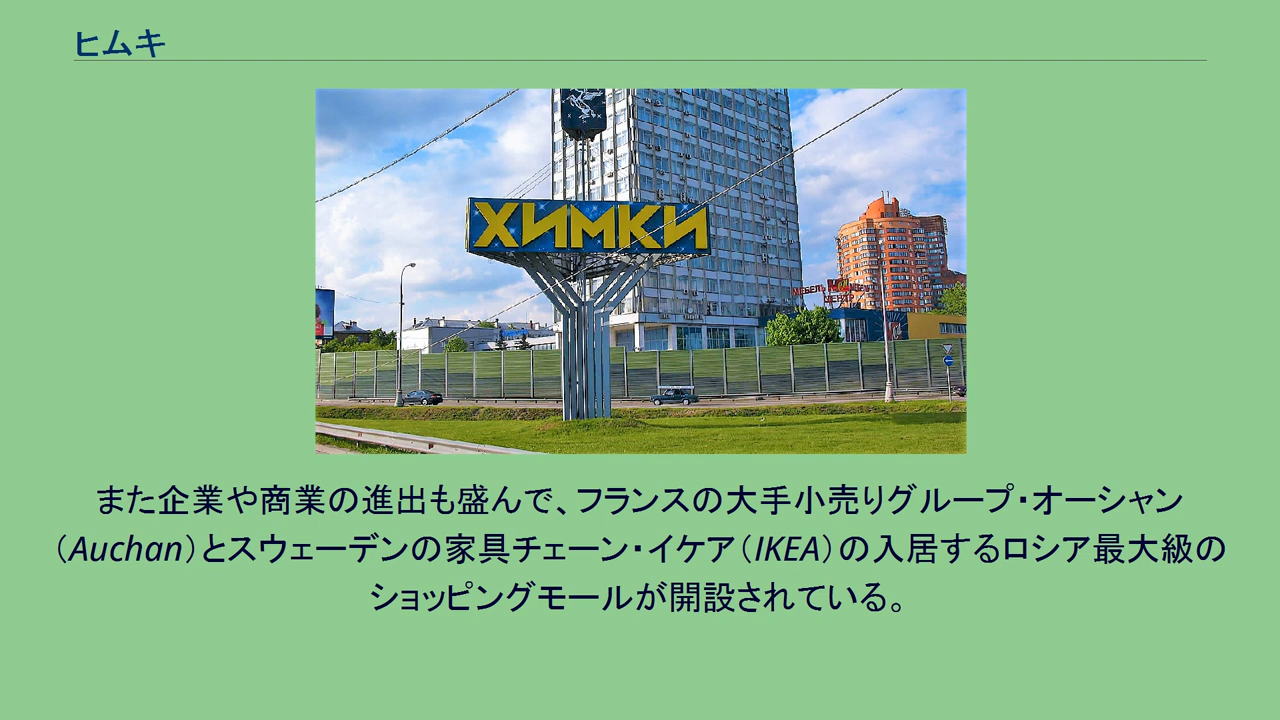 ヒムキ
ХИМКИ
МЕБЕЛЬ
また企業や商業の進出も盛んで、フランスの大手小売りグループ・オーシャン
（Auchan）とスウェーデンの家具チェーン・イケア（IKEA）の入居するロシア最大級の
ショッピングモールが開設されている。